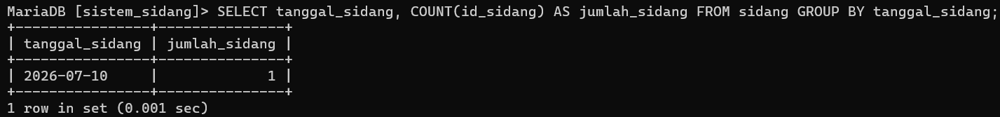 MariaDB [sistem_sidang]> SELECT tanggal_sidang, COUNT(id_sidang) AS jumlah_sidang FROM sidang GROUP BY tanggal_sidang;
+----------------+---------------+
| tanggal_sidang | jumlah_sidang |
+----------------+---------------+
| 2026-07-10     |             1 |
+----------------+---------------+
1 row in set (0.001 sec)